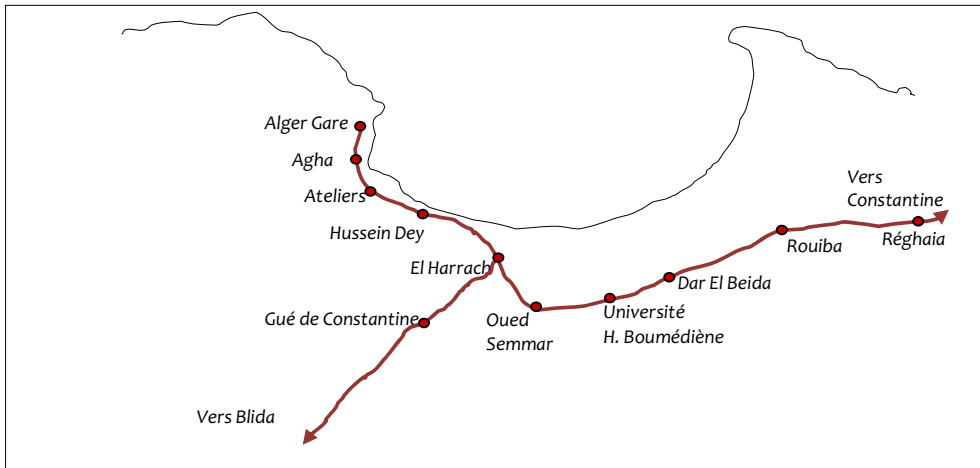 Alger Gare
Agha
Ateliers
Hussein Dey
El Harrach
Gué de Constantine
Vers Blida
Oued
Semmar
Université
H. Boumédiène
Dar El Beida
Rouiba
Réghaia
Vers
Constantine